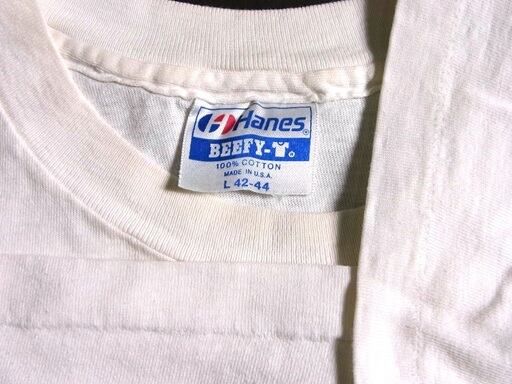 Hanes®
BEEFY-T®
100% COTTON
MADE IN U.S.A.
L 42-44